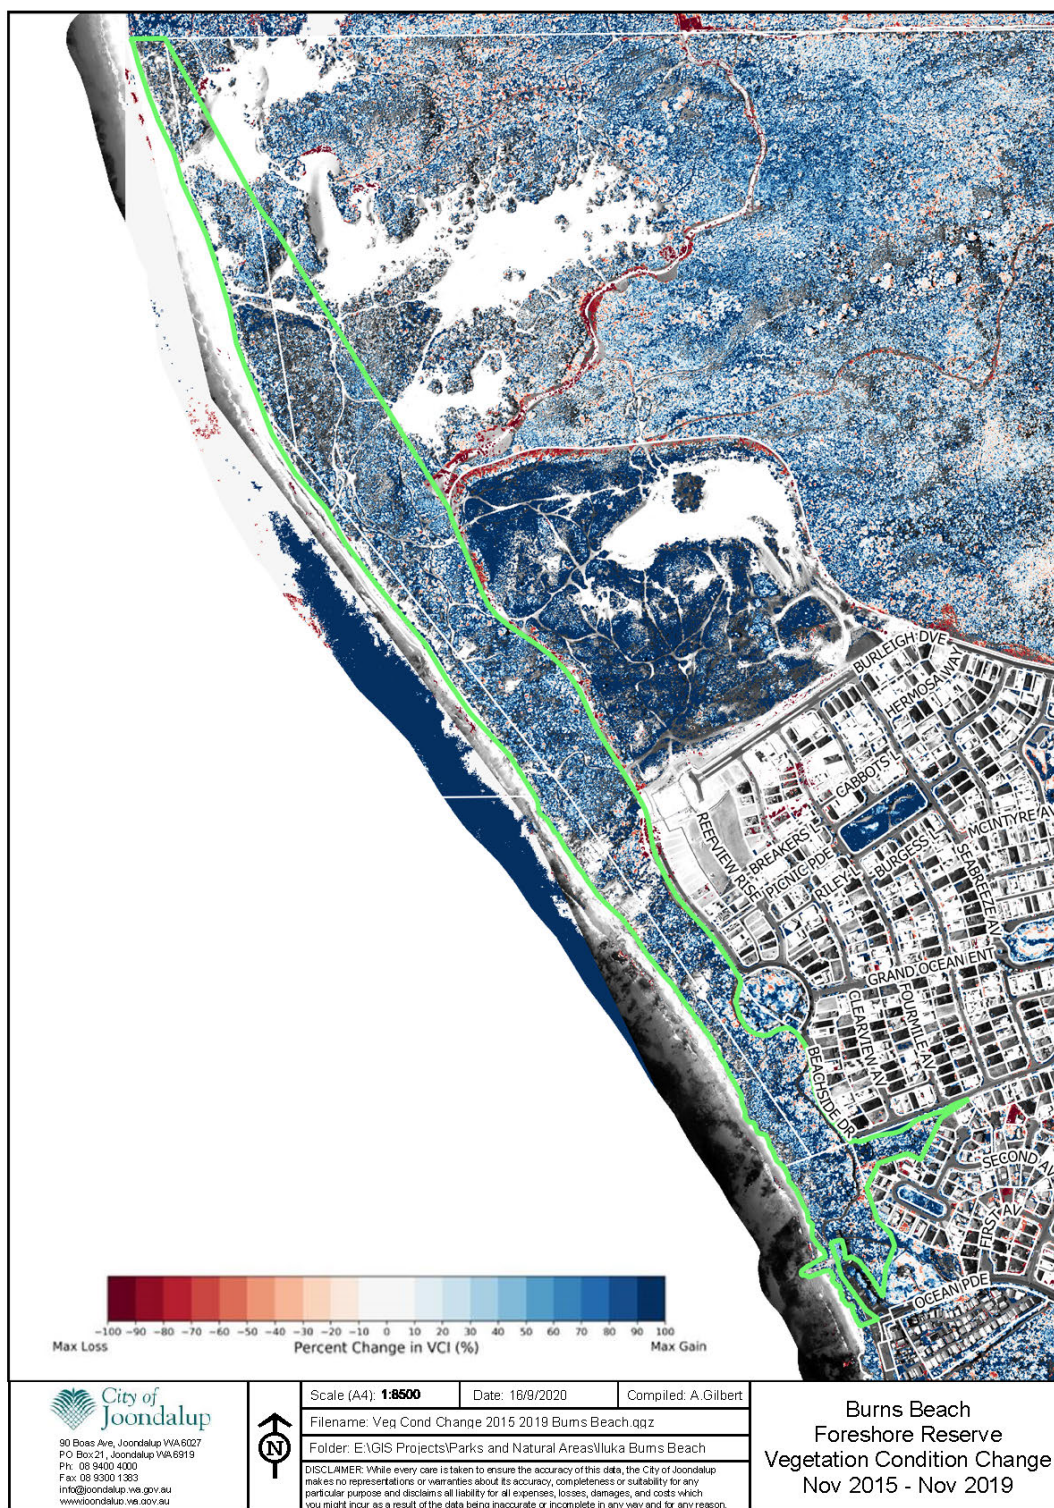 BURLEIGH DVE
HERMOSA WAY
CABBOTS L
MCINTYRE AV
REEFVIEW RISE
BREAKERS L
PICNIC PDE
RILEY L
BURGESS L
SEABREEZE AV
GRAND OCEAN ENT
CLEARVIEW AV
FOURMILE AV
BEACHSIDE DR
SECOND AV
FIRST AV
OCEAN PDE
-100 -90 -80 -70 -60 -50 -40 -30 -20 -10 0 10 20 30 40 50 60 70 80 90 100
Max Loss
Percent Change in VCI (%)
Max Gain
City of
Joondalup
90 Boas Ave, Joondalup WA 6027
PO Box 21, Joondalup WA 6919
Ph: 08 9400 4000
Fax 08 9300 1383
info@joondalup.wa.gov.au
www.joondalup.wa.gov.au
N
Scale (A4): 1:8500
Date: 16/9/2020
Compiled: A.Gilbert
Filename: Veg Cond Change 2015 2019 Burns Beach.qgz
Folder: E:\GIS Projects\Parks and Natural Areas\Iluka Burns Beach
DISCLAIMER: While every care is taken to ensure the accuracy of this data, the City of Joondalup
makes no representations or warranties about its accuracy, completeness or suitability for any
particular purpose and disclaims all liability for all expenses, losses, damages, and costs which
you might incur as a result of the data being inaccurate or incomplete in any way and for any reason.
Burns Beach
Foreshore Reserve
Vegetation Condition Change
Nov 2015 - Nov 2019